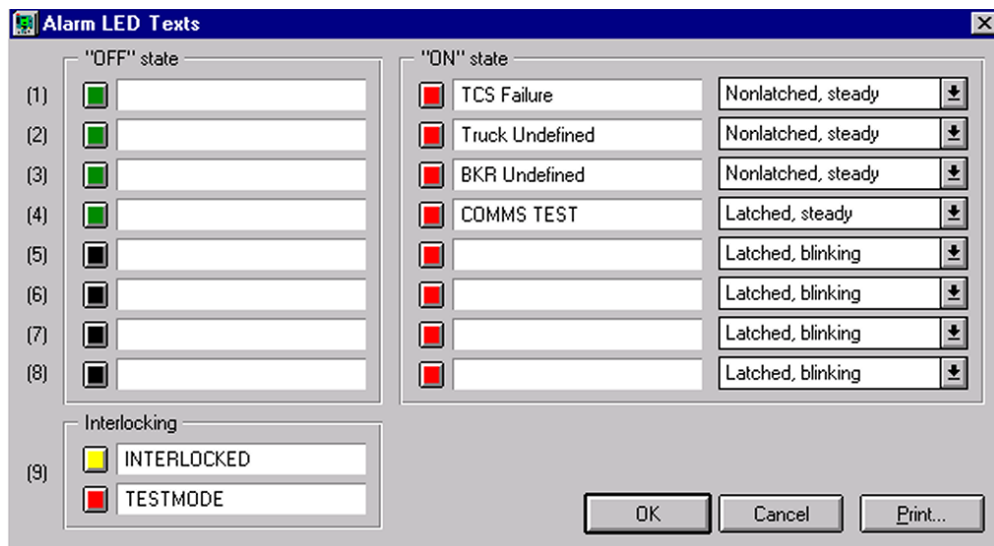 Alarm LED Texts
"OFF" state
"ON" state
(1) TCS Failure Nonlatched, steady
(2) Truck Undefined Nonlatched, steady
(3) BKR Undefined Nonlatched, steady
(4) COMMS TEST Latched, steady
(5) Latched, blinking
(6) Latched, blinking
(7) Latched, blinking
(8) Latched, blinking
Interlocking
(9) INTERLOCKED
TESTMODE
OK Cancel Print...